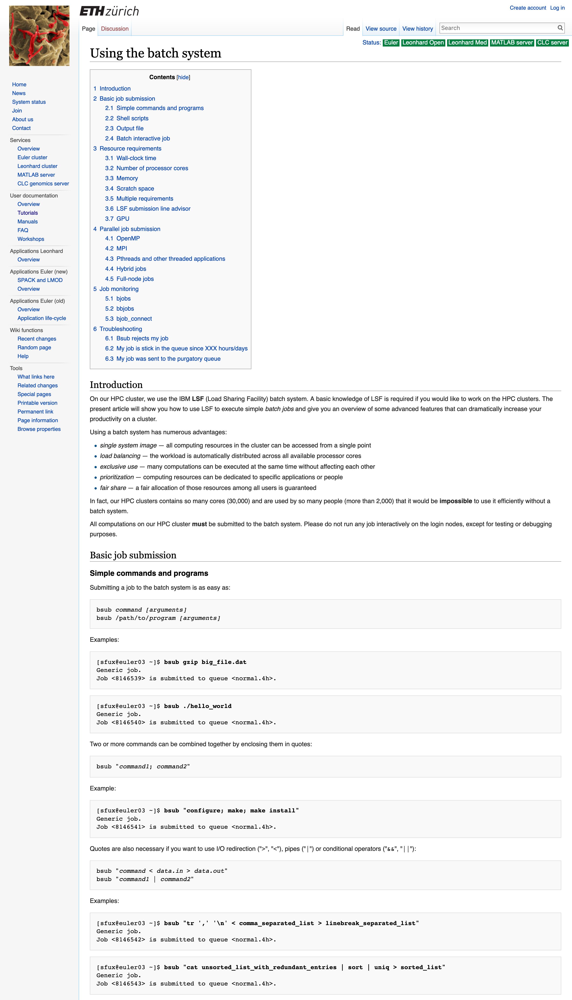 ETH zürich
Create account Log in
Page Discussion
Read View source View history Search
Status: Euler Leonhard Open Leonhard Med MATLAB server CLC server
Home
News
System status
Join
About us
Contact
Services
Overview
Euler cluster
Leonhard cluster
MATLAB server
CLC genomics server
User documentation
Overview
Tutorials
Manuals
FAQ
Workshops
Applications Leonhard
Overview
Applications Euler (new)
SPACK and LMOD
Overview
Applications Euler (old)
Overview
Application life-cycle
Wiki functions
Recent changes
Random page
Help
Tools
What links here
Related changes
Special pages
Printable version
Permanent link
Page information
Browse properties
Using the batch system
Contents [hide]
1 Introduction
2 Basic job submission
2.1 Simple commands and programs
2.2 Shell scripts
2.3 Output file
2.4 Batch interactive job
3 Resource requirements
3.1 Wall-clock time
3.2 Number of processor cores
3.3 Memory
3.4 Scratch space
3.5 Multiple requirements
3.6 LSF submission line advisor
3.7 GPU
4 Parallel job submission
4.1 OpenMP
4.2 MPI
4.3 Pthreads and other threaded applications
4.4 Hybrid jobs
4.5 Full-node jobs
5 Job monitoring
5.1 bjobs
5.2 bbjobs
5.3 bjob_connect
6 Troubleshooting
6.1 Bsub rejects my job
6.2 My job is stick in the queue since XXX hours/days
6.3 My job was sent to the purgatory queue
Introduction
On our HPC cluster, we use the IBM LSF (Load Sharing Facility) batch system. A basic knowledge of LSF is required if you would like to work on the HPC clusters. The
present article will show you how to use LSF to execute simple batch jobs and give you an overview of some advanced features that can dramatically increase your
productivity on a cluster.
Using a batch system has numerous advantages:
• single system image — all computing resources in the cluster can be accessed from a single point
• load balancing — the workload is automatically distributed across all available processor cores
• exclusive use — many computations can be executed at the same time without affecting each other
• prioritization — computing resources can be dedicated to specific applications or people
• fair share — a fair allocation of those resources among all users is guaranteed
In fact, our HPC clusters contains so many cores (30,000) and are used by so many people (more than 2,000) that it would be impossible to use it efficiently without a
batch system.
All computations on our HPC cluster must be submitted to the batch system. Please do not run any job interactively on the login nodes, except for testing or debugging
purposes.
Basic job submission
Simple commands and programs
Submitting a job to the batch system is as easy as:
bsub command [arguments]
bsub /path/to/program [arguments]
Examples:
[sfux@euler03 ~]$ bsub gzip big_file.dat
Generic job.
Job <8146539> is submitted to queue <normal.4h>.
[sfux@euler03 ~]$ bsub ./hello_world
Generic job.
Job <8146540> is submitted to queue <normal.4h>.
Two or more commands can be combined together by enclosing them in quotes:
bsub "command1; command2"
Example:
[sfux@euler03 ~]$ bsub "configure; make; make install"
Generic job.
Job <8146541> is submitted to queue <normal.4h>.
Quotes are also necessary if you want to use I/O redirection (">", "<"), pipes ("|") or conditional operators ("&&", "||"):
bsub "command < data.in > data.out"
bsub "command1 | command2"
Examples:
[sfux@euler03 ~]$ bsub "tr ',' '\n' < comma_separated_list > linebreak_separated_list"
Generic job.
Job <8146542> is submitted to queue <normal.4h>.
[sfux@euler03 ~]$ bsub "cat unsorted_list_with_redundant_entries | sort | uniq > sorted_list"
Generic job.
Job <8146543> is submitted to queue <normal.4h>.